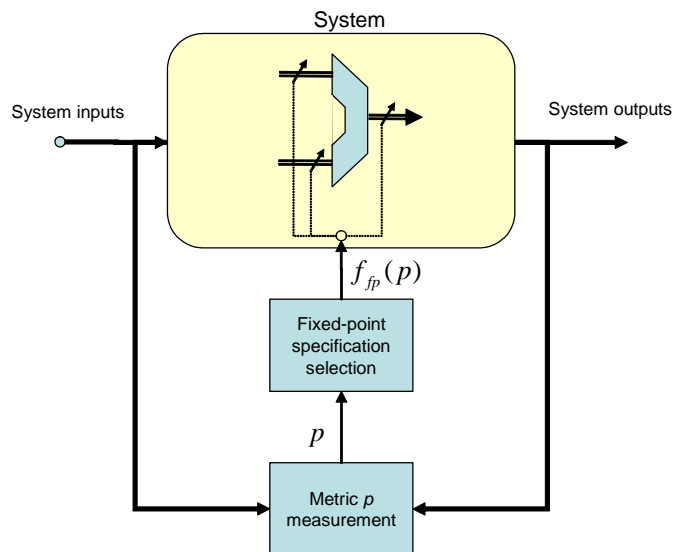 System
System inputs
System outputs
f_fp(p)
Fixed-point
specification
selection
p
Metric p
measurement